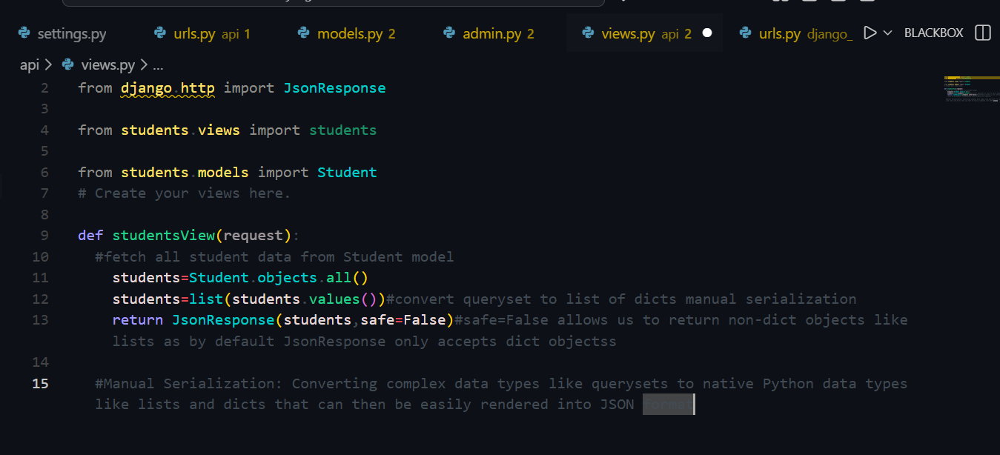 settings.py urls.py api 1 models.py 2 admin.py 2 views.py api 2 urls.py django_ BLACKBOX
api > views.py > ...
2 from django.http import JsonResponse
3
4 from students.views import students
5
6 from students.models import Student
7 # Create your views here.
8
9 def studentsView(request):
10 #fetch all student data from Student model
11 students=Student.objects.all()
12 students=list(students.values())#convert queryset to list of dicts manual serialization
13 return JsonResponse(students,safe=False)#safe=False allows us to return non-dict objects like
lists as by default JsonResponse only accepts dict objectss
14
15 #Manual Serialization: Converting complex data types like querysets to native Python data types
like lists and dicts that can then be easily rendered into JSON format